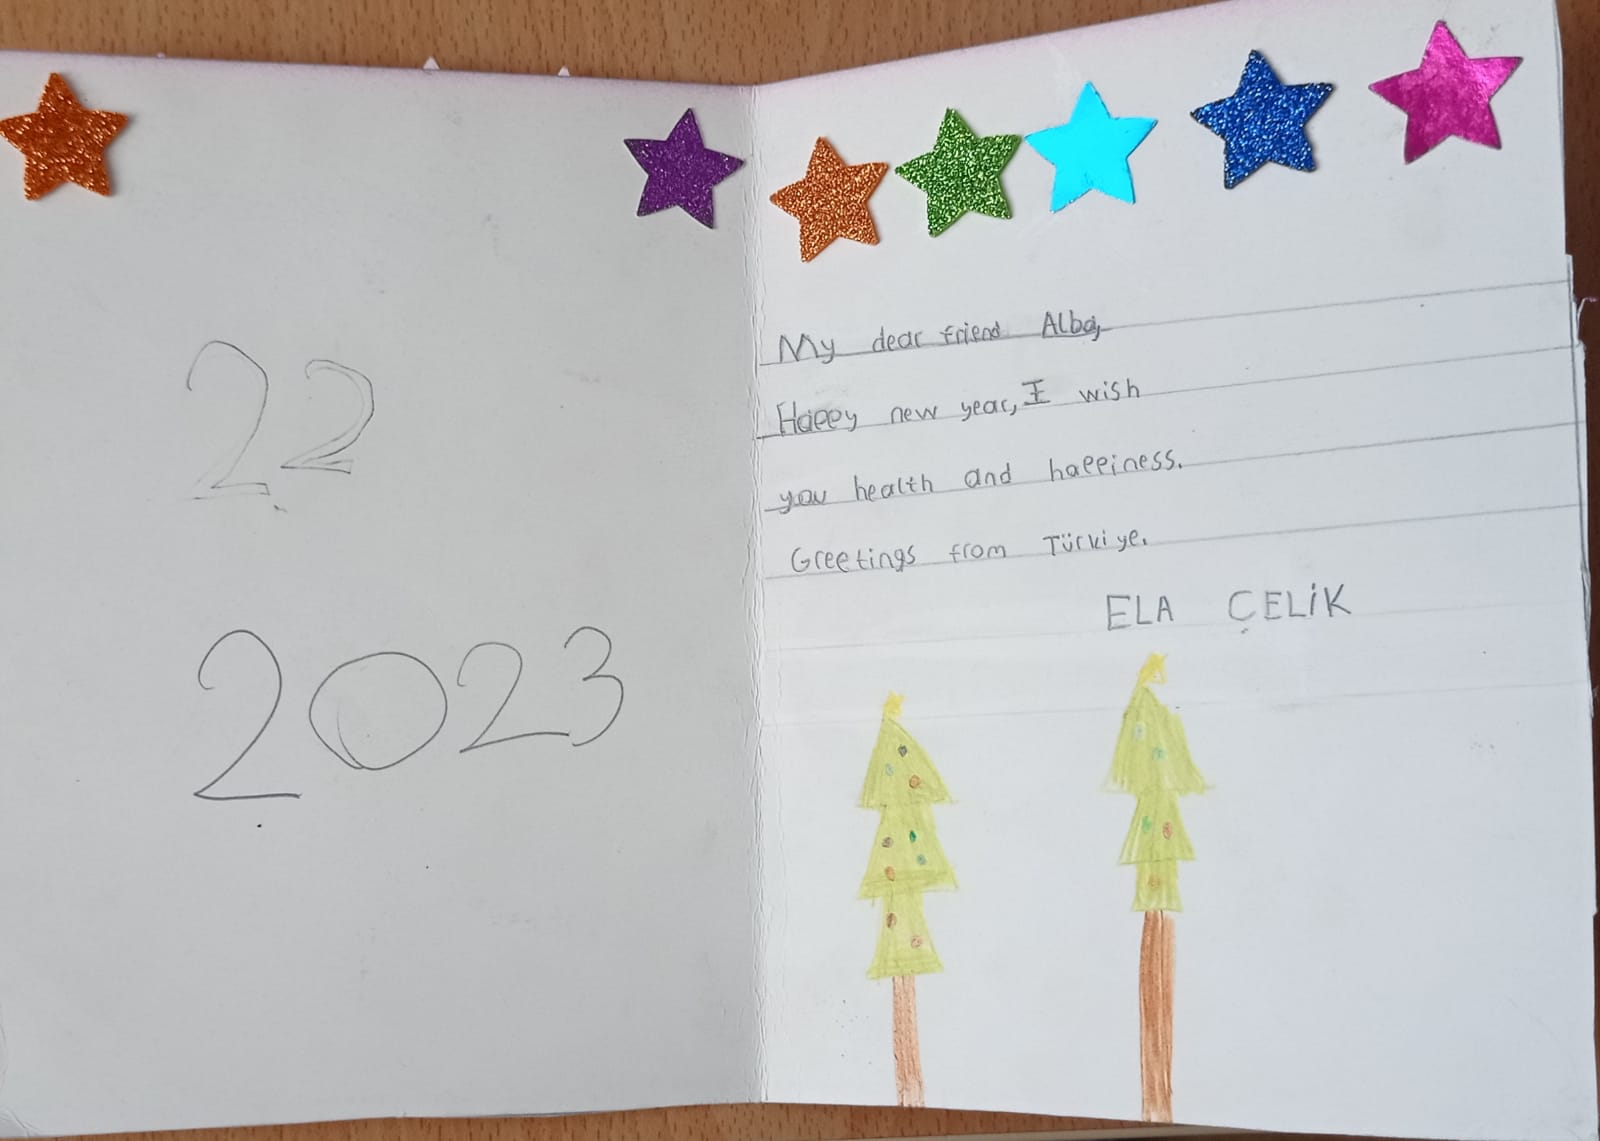 22
2023
My dear friend Alba,
Happy new year, I wish
you health and happiness.
Greetings from Türkiye.
ELA ÇELİK